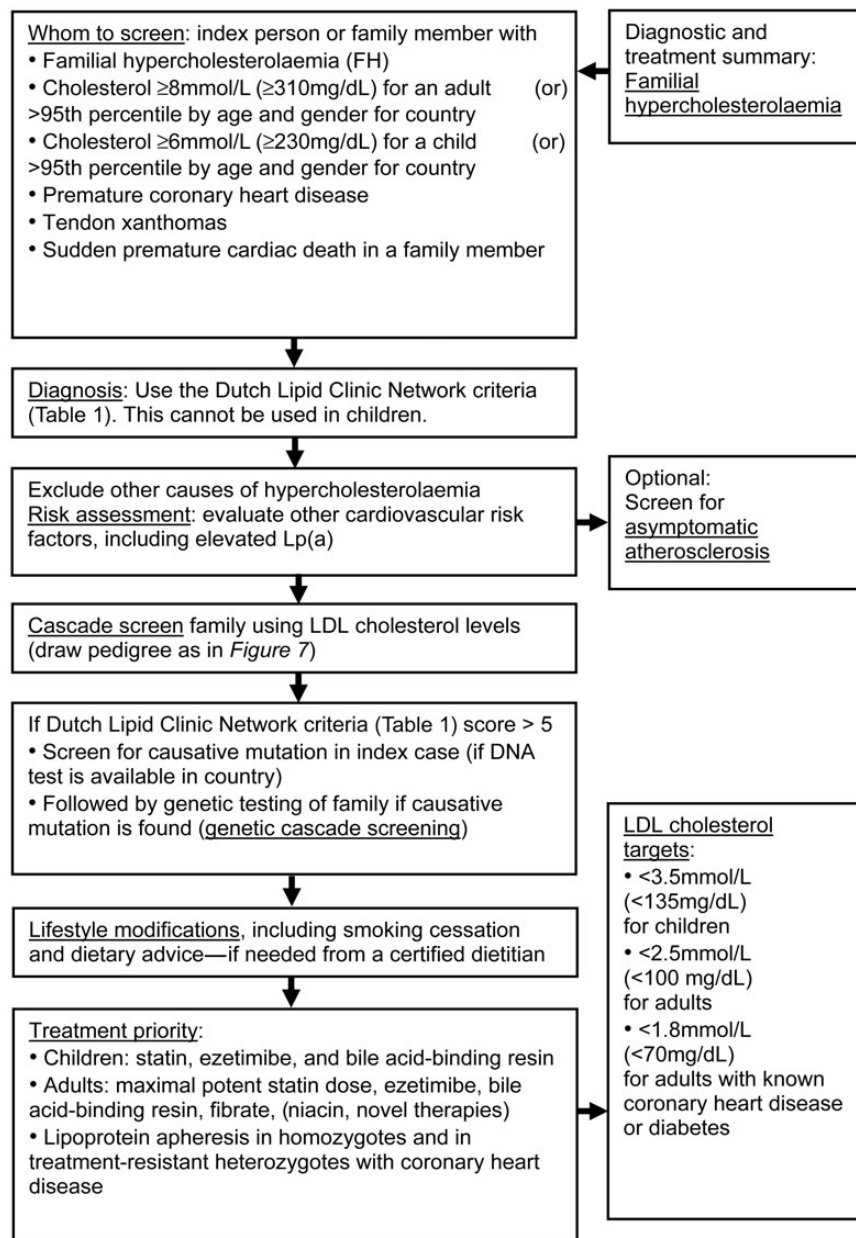 Whom to screen: index person or family member with
• Familial hypercholesterolaemia (FH)
• Cholesterol ≥8mmol/L (≥310mg/dL) for an adult (or)
>95th percentile by age and gender for country
• Cholesterol ≥6mmol/L (≥230mg/dL) for a child (or)
>95th percentile by age and gender for country
• Premature coronary heart disease
• Tendon xanthomas
• Sudden premature cardiac death in a family member
Diagnostic and
treatment summary:
Familial
hypercholesterolaemia
Diagnosis: Use the Dutch Lipid Clinic Network criteria
(Table 1). This cannot be used in children.
Exclude other causes of hypercholesterolaemia
Risk assessment: evaluate other cardiovascular risk
factors, including elevated Lp(a)
Optional:
Screen for
asymptomatic
atherosclerosis
Cascade screen family using LDL cholesterol levels
(draw pedigree as in Figure 7)
If Dutch Lipid Clinic Network criteria (Table 1) score > 5
• Screen for causative mutation in index case (if DNA
test is available in country)
• Followed by genetic testing of family if causative
mutation is found (genetic cascade screening)
Lifestyle modifications, including smoking cessation
and dietary advice—if needed from a certified dietitian
Treatment priority:
• Children: statin, ezetimibe, and bile acid-binding resin
• Adults: maximal potent statin dose, ezetimibe, bile
acid-binding resin, fibrate, (niacin, novel therapies)
• Lipoprotein apheresis in homozygotes and in
treatment-resistant heterozygotes with coronary heart
disease
LDL cholesterol
targets:
• <3.5mmol/L
(<135mg/dL)
for children
• <2.5mmol/L
(<100 mg/dL)
for adults
• <1.8mmol/L
(<70mg/dL)
for adults with known
coronary heart disease
or diabetes